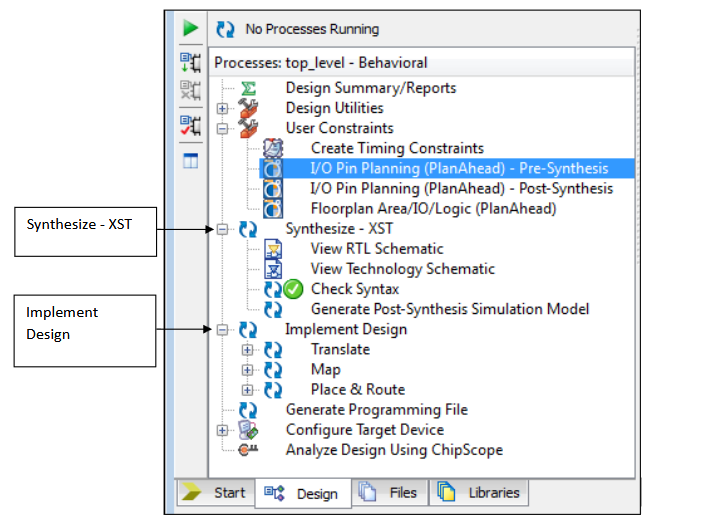 No Processes Running
Processes: top_level - Behavioral
Design Summary/Reports
Design Utilities
User Constraints
Create Timing Constraints
I/O Pin Planning (PlanAhead) - Pre-Synthesis
I/O Pin Planning (PlanAhead) - Post-Synthesis
Floorplan Area/IO/Logic (PlanAhead)
Synthesize - XST
Synthesize - XST
View RTL Schematic
View Technology Schematic
Check Syntax
Generate Post-Synthesis Simulation Model
Implement
Design
Implement Design
Translate
Map
Place & Route
Generate Programming File
Configure Target Device
Analyze Design Using ChipScope
Start
Design
Files
Libraries